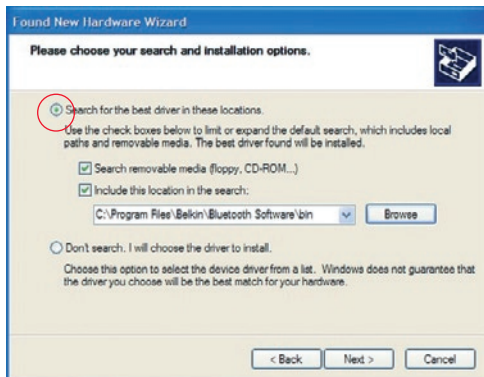 Found New Hardware Wizard
Please choose your search and installation options.
Search for the best driver in these locations.
Use the check boxes below to limit or expand the default search, which includes local
paths and removable media. The best driver found will be installed.
Search removable media (floppy, CD-ROM...)
Include this location in the search:
C:\Program Files\Belkin\Bluetooth Software\bin
Browse
Don't search. I will choose the driver to install.
Choose this option to select the device driver from a list. Windows does not guarantee that
the driver you choose will be the best match for your hardware.
< Back Next > Cancel